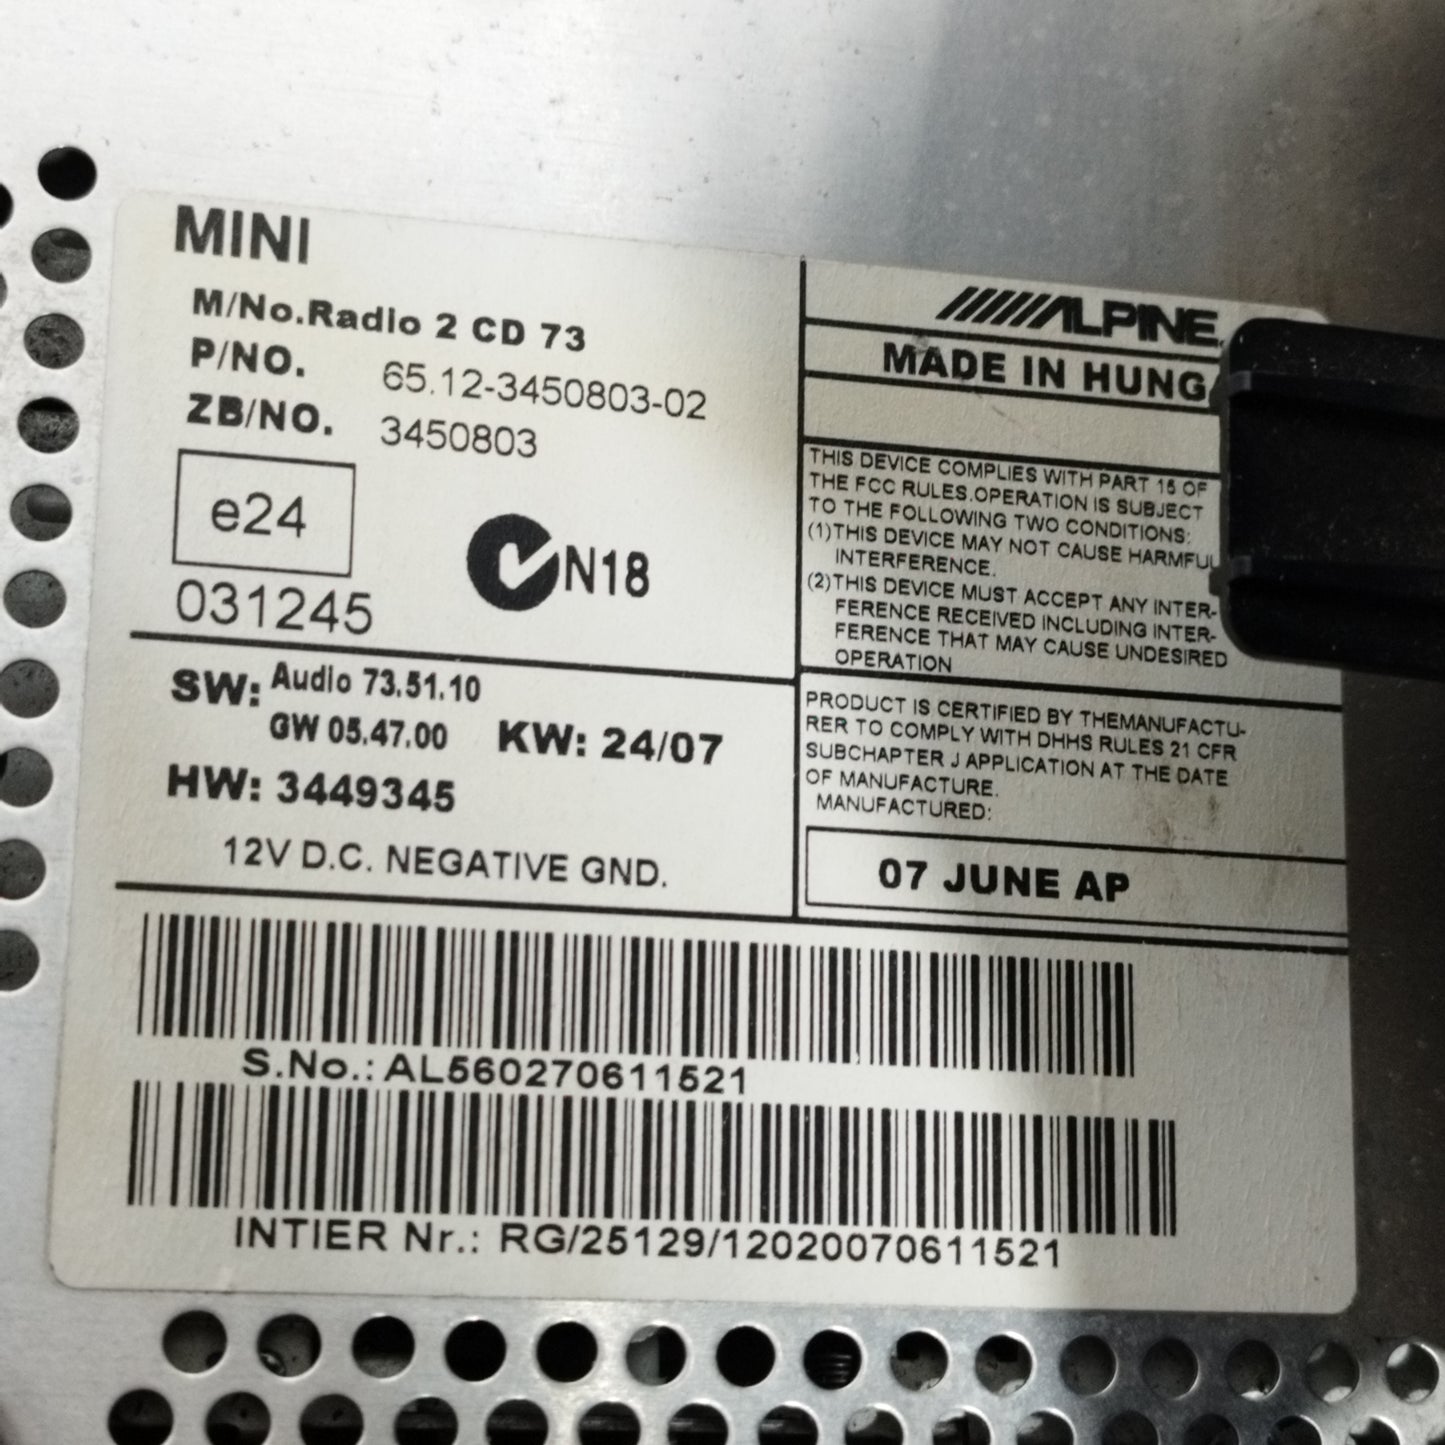 MINI
M/No.Radio 2 CD 73
P/NO. 65.12-3450803-02
ZB/NO. 3450803
e24
031245
N18
SW: Audio 73.51.10
GW 05.47.00 KW: 24/07
HW: 3449345
12V D.C. NEGATIVE GND.
ALPINE
MADE IN
THIS DEVICE COMPLIES WITH PART 15 OF
THE FCC RULES.OPERATION IS SUBJECT
TO THE FOLLOWING TWO CONDITIONS:
(1)THIS DEVICE MAY NOT CAUSE HARMFUL
INTERFERENCE.
(2)THIS DEVICE MUST ACCEPT ANY INTER-
FERENCE RECEIVED INCLUDING INTER-
FERENCE THAT MAY CAUSE UNDESIRED
OPERATION
PRODUCT IS CERTIFIED BY THEMANUFACTU-
RER TO COMPLY WITH DHHS RULES 21 CFR
SUBCHAPTER J APPLICATION AT THE DATE
OF MANUFACTURE.
MANUFACTURED:
07 JUNE AP
S.No.: AL560270611521
INTIER Nr.: RG/25129/12020070611521